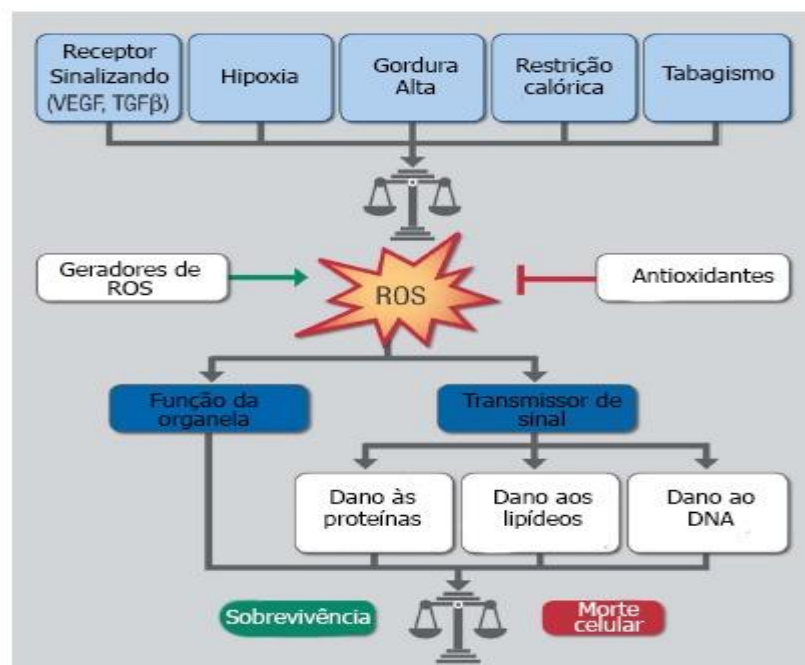 Receptor
Sinalizando
(VEGF, TGFβ)
Hipoxia
Gordura
Alta
Restrição
calórica
Tabagismo
Geradores de
ROS
ROS
Antioxidantes
Função da
organela
Transmissor de
sinal
Dano às
proteínas
Dano aos
lipídeos
Dano ao
DNA
Sobrevivência
Morte
celular